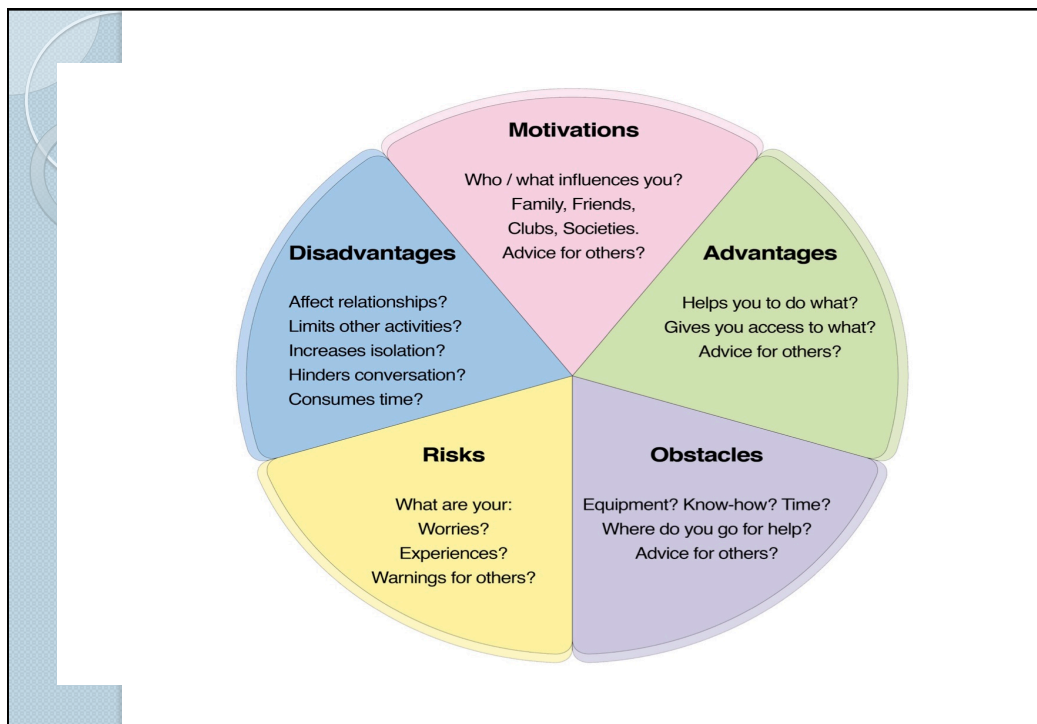 Motivations
Who / what influences you?
Family, Friends,
Clubs, Societies.
Advice for others?
Advantages
Helps you to do what?
Gives you access to what?
Advice for others?
Obstacles
Equipment? Know-how? Time?
Where do you go for help?
Advice for others?
Risks
What are your:
Worries?
Experiences?
Warnings for others?
Disadvantages
Affect relationships?
Limits other activities?
Increases isolation?
Hinders conversation?
Consumes time?